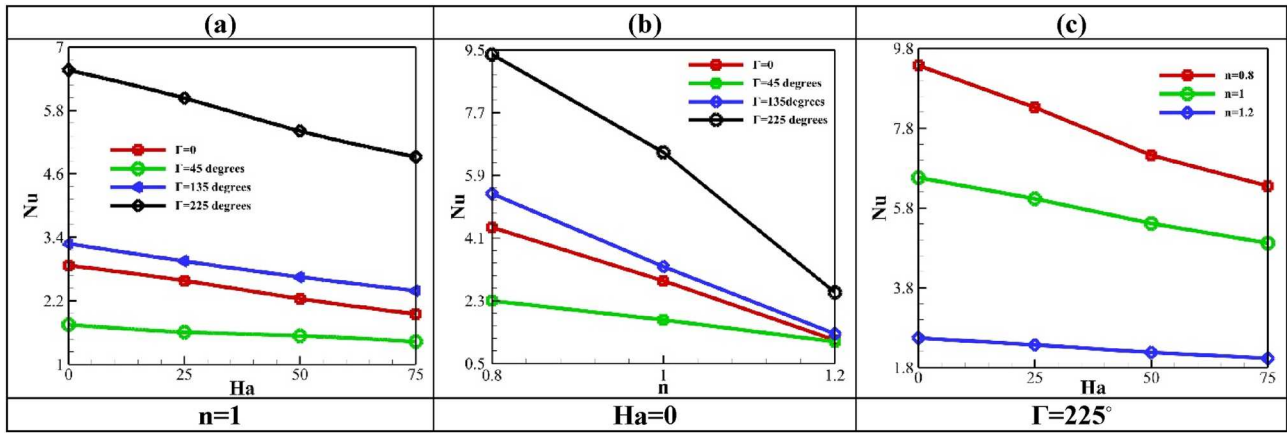 (a)
(b)
(c)
7
5.8
4.6
3.4
2.2
1
Nu
Γ=0
Γ=45 degrees
Γ=135 degrees
Γ=225 degrees
0
25
50
75
Ha
9.5
7.7
5.9
4.1
2.3
0.5
Nu
Γ=0
Γ=45 degrees
Γ=135degrees
Γ=225 degrees
0.8
1
1.2
n
9.8
7.8
5.8
3.8
1.8
Nu
n=0.8
n=1
n=1.2
0
25
50
75
Ha
n=1
Ha=0
Γ=225°